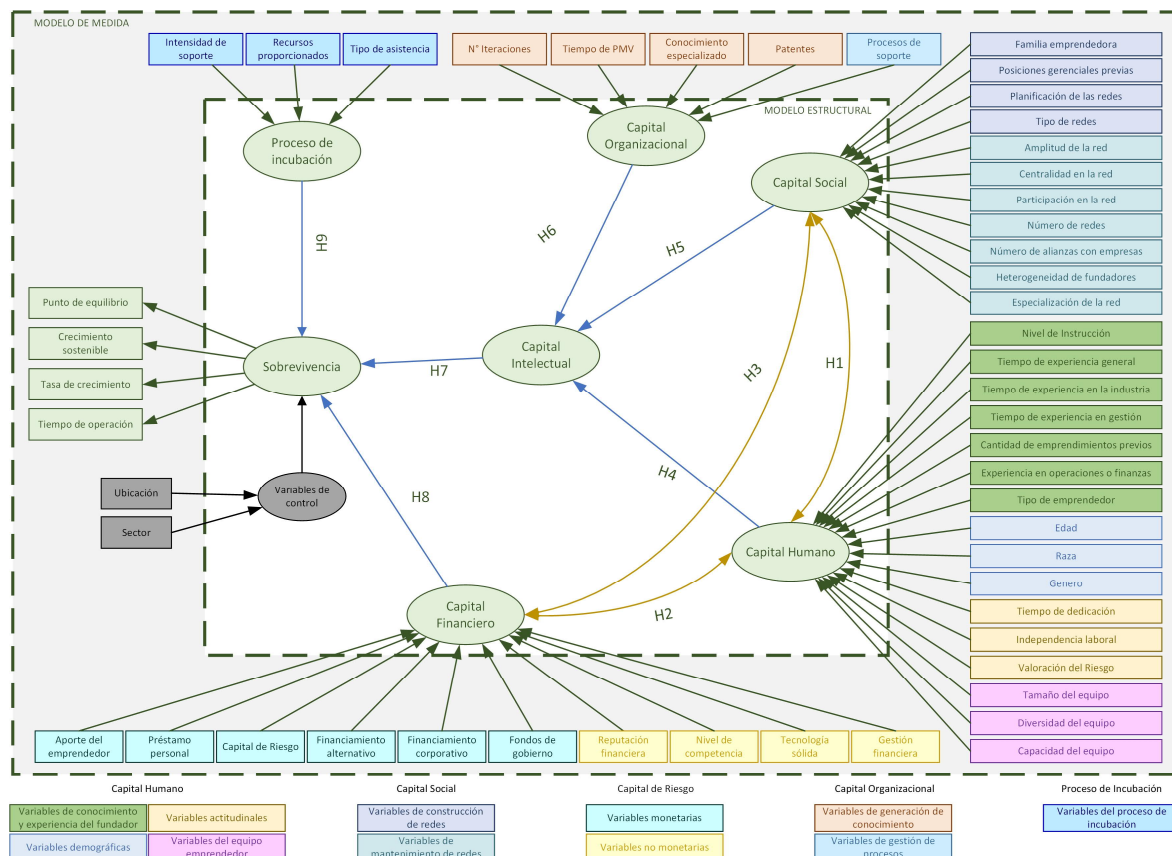 MODELO DE MEDIDA
Intensidad de
soporte
Recursos
proporcionados
Tipo de asistencia
N° Iteraciones
Tiempo de PMV
Conocimiento
especializado
Patentes
Procesos de
soporte
MODELO ESTRUCTURAL
Proceso de
incubación
Capital
Organizacional
Capital Social
Familia emprendedora
Posiciones gerenciales previas
Planificación de las redes
Tipo de redes
Amplitud de la red
Centralidad en la red
Participación en la red
Número de redes
Número de alianzas con empresas
Heterogeneidad de fundadores
Especialización de la red
Nivel de Instrucción
Tiempo de experiencia general
Tiempo de experiencia en la industria
Tiempo de experiencia en gestión
Cantidad de emprendimientos previos
Experiencia en operaciones o finanzas
Tipo de emprendedor
Edad
Raza
Genero
Tiempo de dedicación
Independencia laboral
Valoración del Riesgo
Tamaño del equipo
Diversidad del equipo
Capacidad del equipo
H9
H6
H5
H3
H1
H7
H4
H8
H2
Punto de equilibrio
Crecimiento
sostenible
Tasa de crecimiento
Tiempo de operación
Sobrevivencia
Capital
Intelectual
Ubicación
Sector
Variables de
control
Capital Humano
Capital
Financiero
Aporte del
emprendedor
Préstamo
personal
Capital de Riesgo
Financiamiento
alternativo
Financiamiento
corporativo
Fondos de
gobierno
Reputación
financiera
Nivel de
competencia
Tecnología
sólida
Gestión
financiera
Capital Humano
Variables de conocimiento
y experiencia del fundador
Variables actitudinales
Variables demográficas
Variables del equipo
emprendedor
Capital Social
Variables de construcción
de redes
Variables de
mantenimiento de redes
Capital de Riesgo
Variables monetarias
Variables no monetarias
Capital Organizacional
Variables de generación de
conocimiento
Variables de gestión de
procesos
Proceso de Incubación
Variables del proceso de
incubación